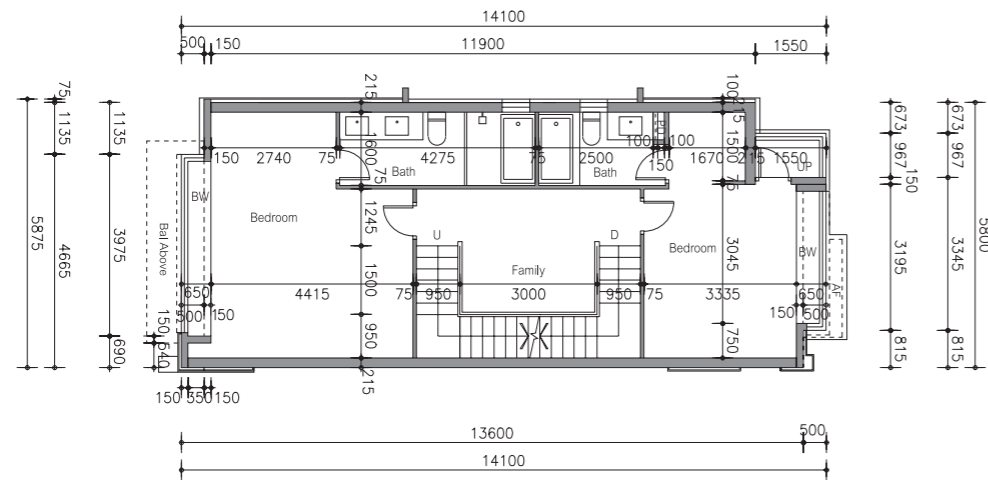 14100
500 150 11900 1550
75 215 100 215
1135 1135 673 673
PD
1600 1500 967 967
150 2740 75 4275 75 2500 100 100 1670 215 1550
150 UP 150
Bath Bath
75 75
BW Bedroom 1245
U D
Bedroom BW
Bal Above
5875 4665 3975 3045 3195 3345 5800
Family
1500
650 4415 75 950 3000 950 75 3335 650 AF
500 150 150 500
150 950 750
690 540 815 815
215
150 350 150
13600 500
14100